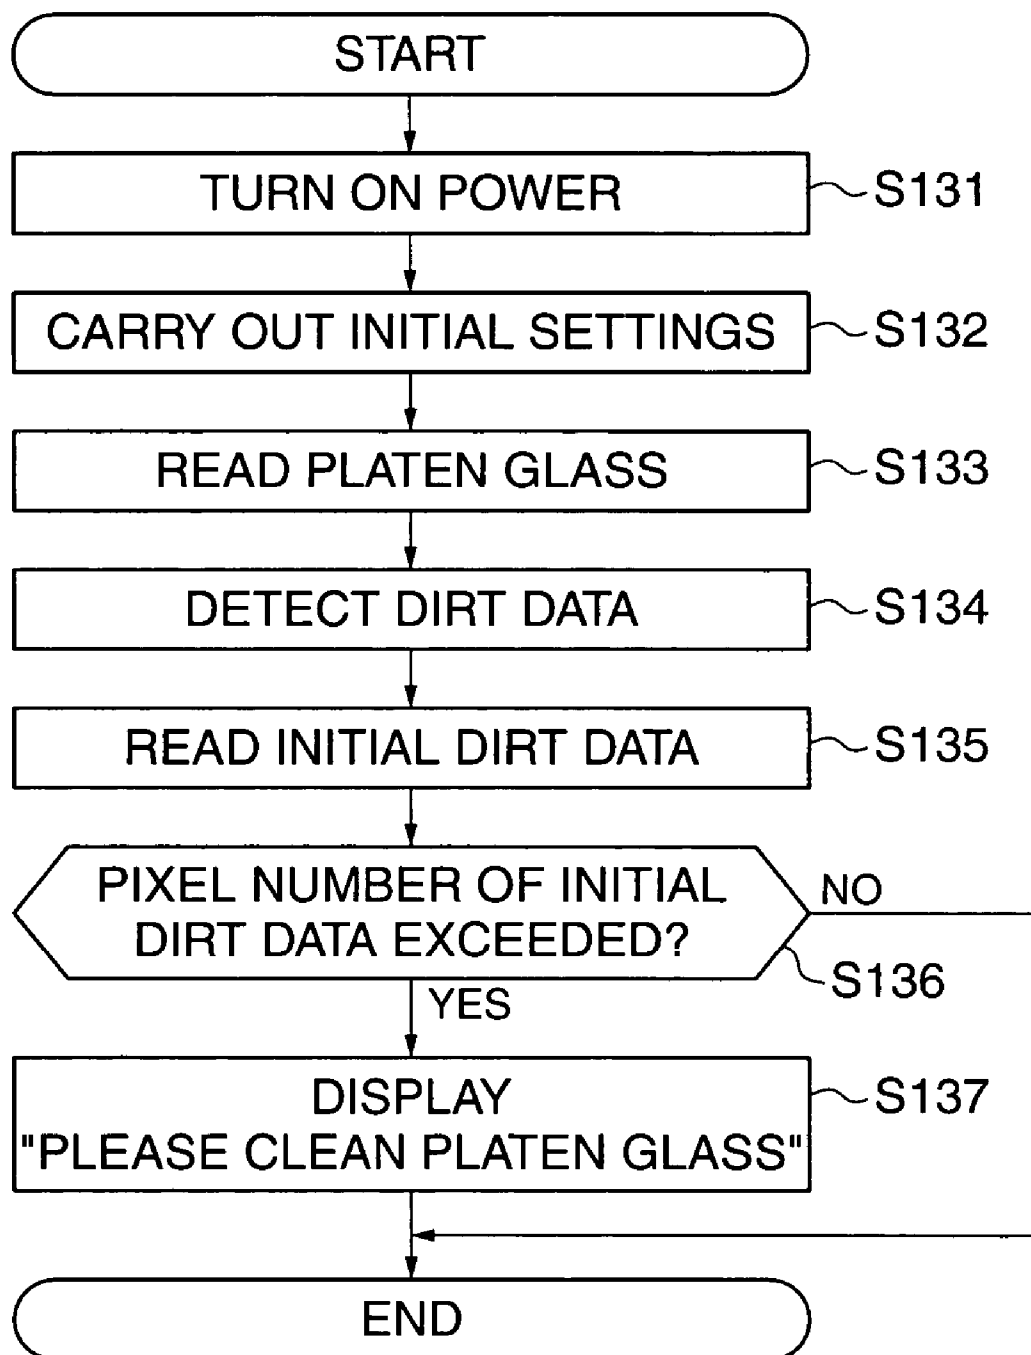 START
TURN ON POWER
S131
CARRY OUT INITIAL SETTINGS
S132
READ PLATEN GLASS
S133
DETECT DIRT DATA
S134
READ INITIAL DIRT DATA
S135
PIXEL NUMBER OF INITIAL
DIRT DATA EXCEEDED?
NO
S136
YES
DISPLAY
"PLEASE CLEAN PLATEN GLASS"
S137
END